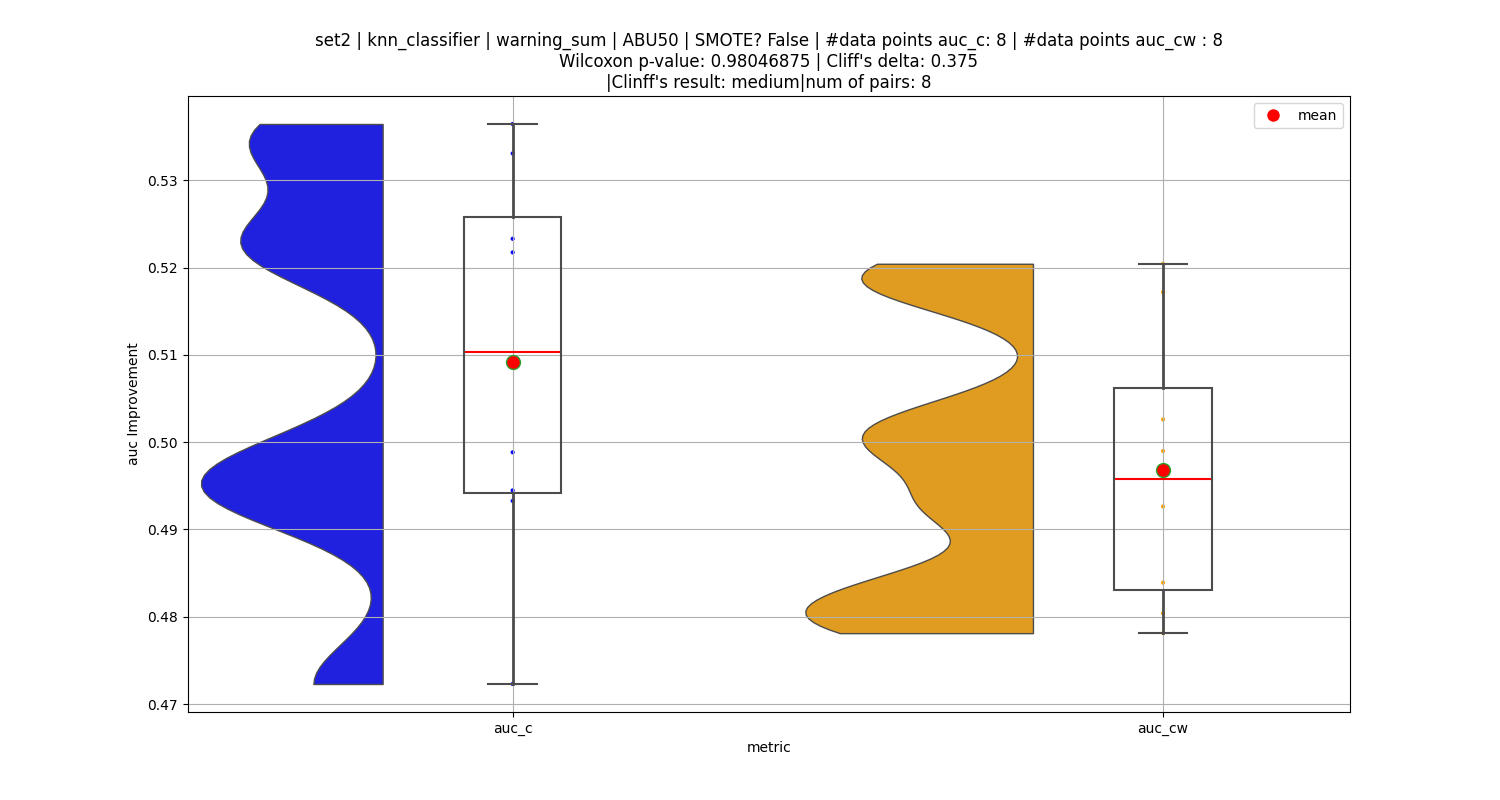 set2 | knn_classifier | warning_sum | ABU50 | SMOTE? False | #data points auc_c: 8 | #data points auc_cw : 8
Wilcoxon p-value: 0.98046875 | Cliff's delta: 0.375
|Clinff's result: medium|num of pairs: 8
mean
0.53
0.52
0.51
0.50
0.49
0.48
0.47
auc Improvement
auc_c
auc_cw
metric